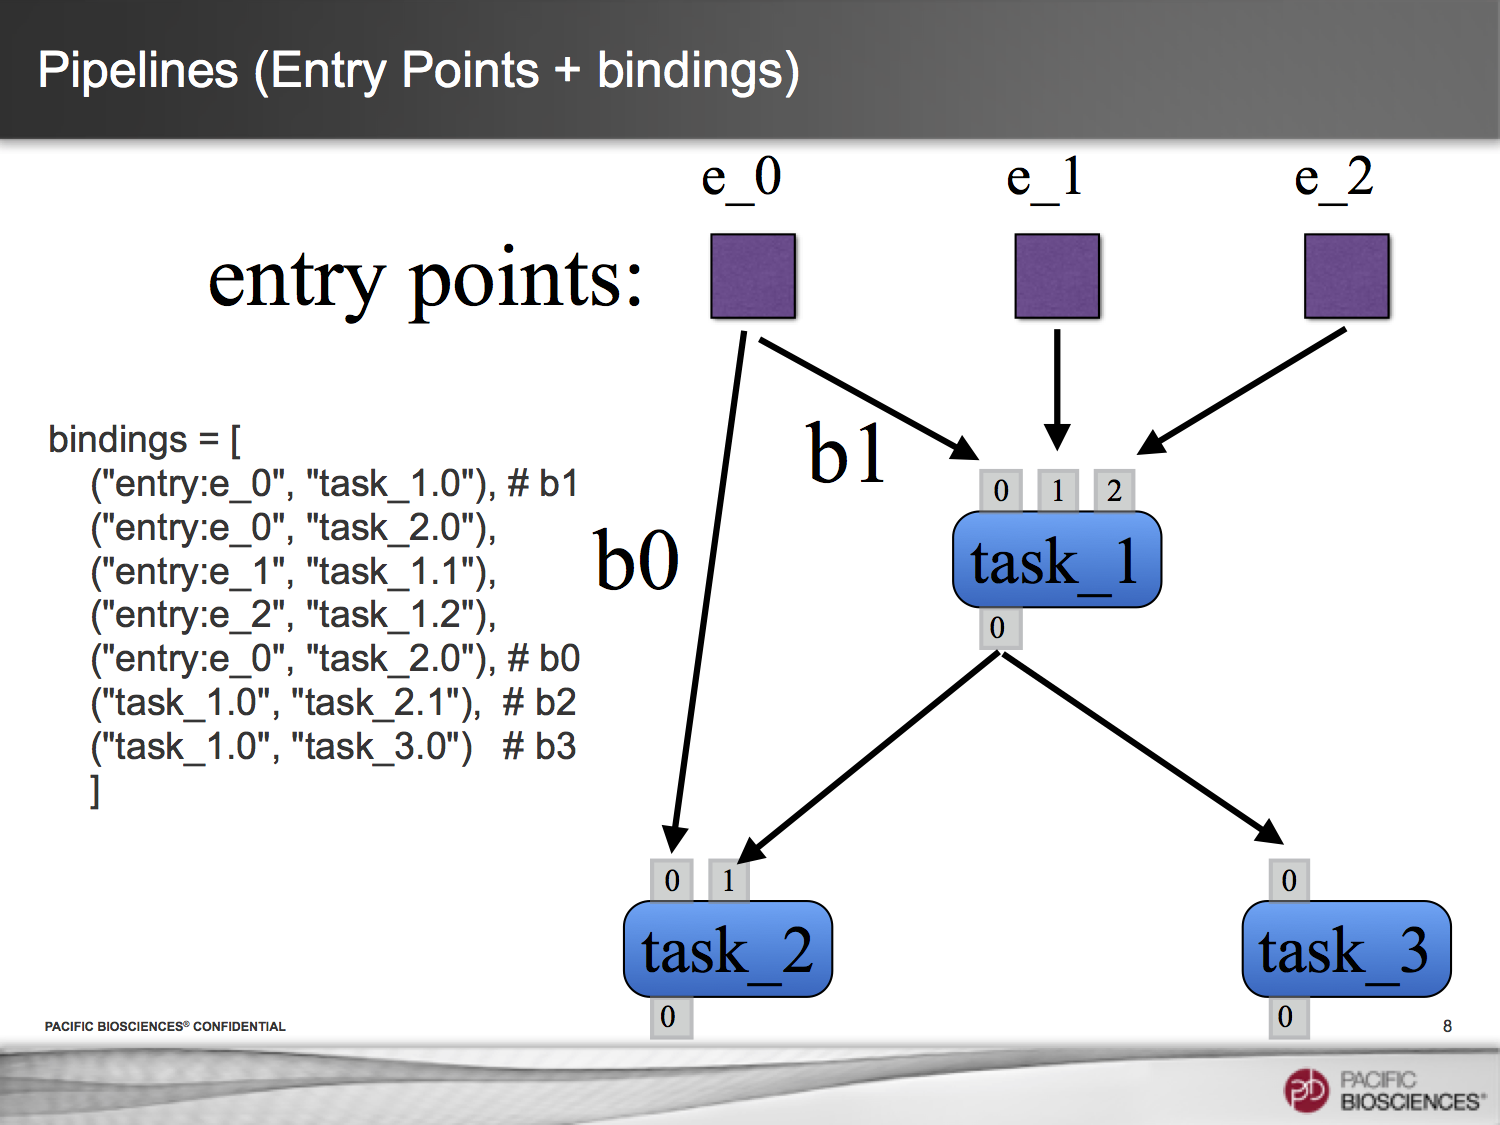 Pipelines (Entry Points + bindings)
e_0 e_1 e_2
entry points:
bindings = [
("entry:e_0", "task_1.0"), # b1
("entry:e_0", "task_2.0"),
("entry:e_1", "task_1.1"),
("entry:e_2", "task_1.2"),
("entry:e_0", "task_2.0"), # b0
("task_1.0", "task_2.1"), # b2
("task_1.0", "task_3.0") # b3
]
b1
b0
0 1 2
task_1
0
0 1
task_2
0
0
task_3
0
PACIFIC BIOSCIENCES® CONFIDENTIAL
8
PACIFIC
BIOSCIENCES®